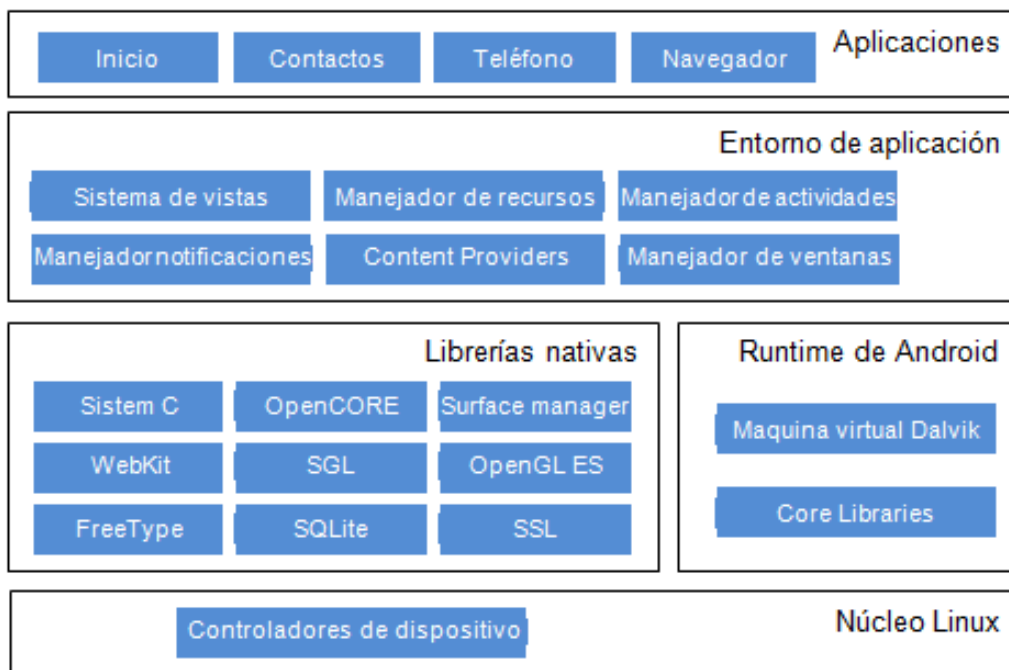 Aplicaciones
Inicio
Contactos
Teléfono
Navegador
Entorno de aplicación
Sistema de vistas
Manejador de recursos
Manejador de actividades
Manejador notificaciones
Content Providers
Manejador de ventanas
Librerías nativas
Sistem C
OpenCORE
Surface manager
WebKit
SGL
OpenGL ES
FreeType
SQLite
SSL
Runtime de Android
Maquina virtual Dalvik
Core Libraries
Núcleo Linux
Controladores de dispositivo